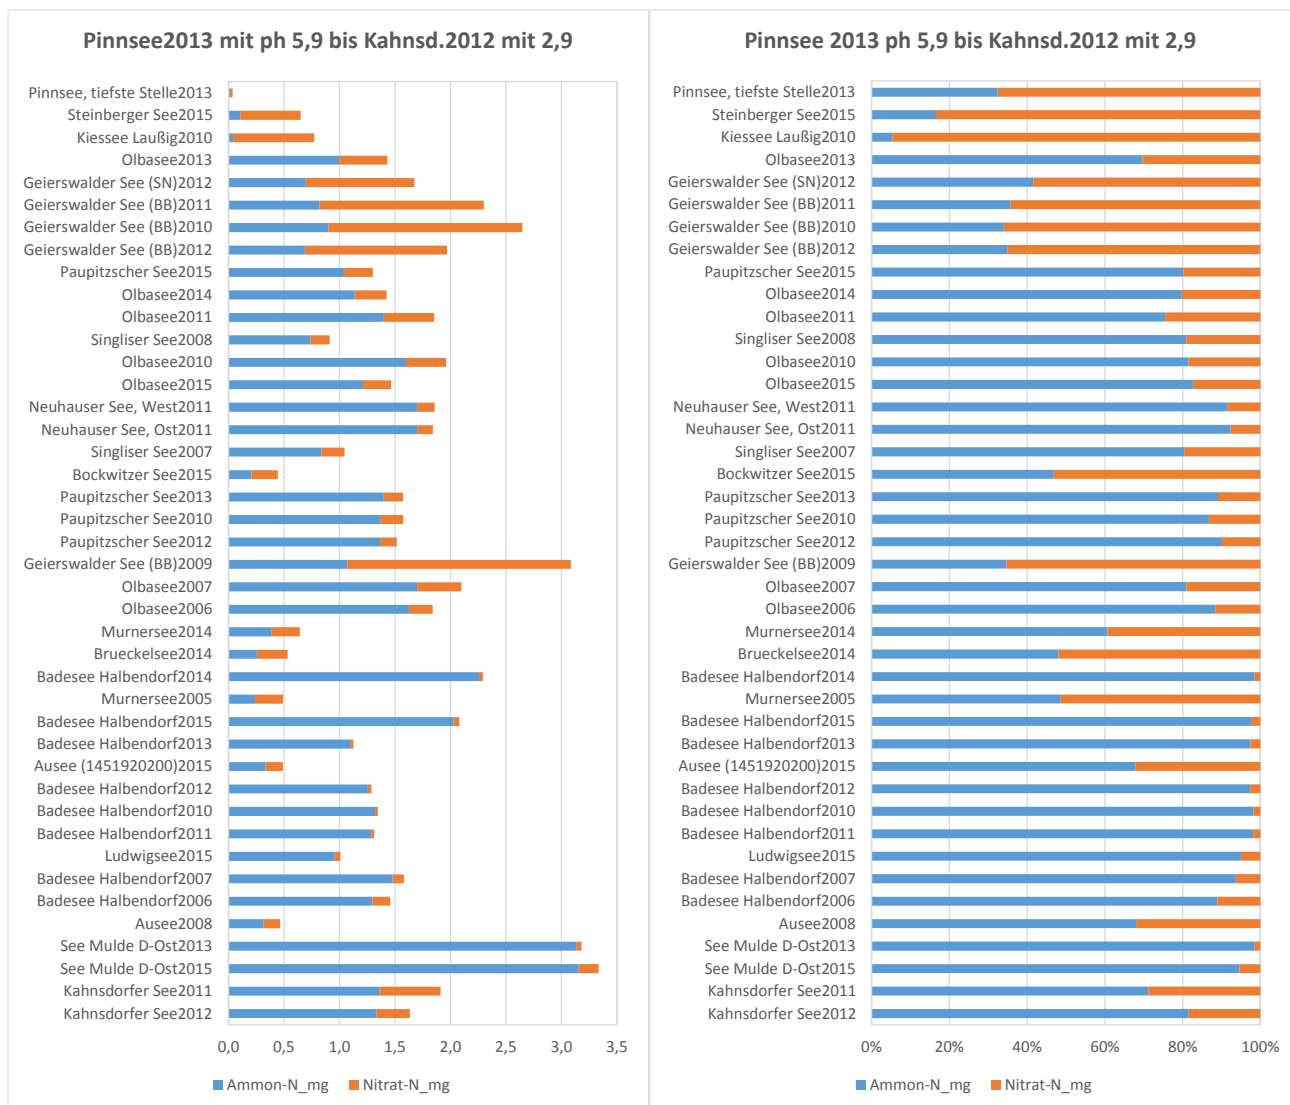 Pinnsee2013 mit ph 5,9 bis Kahnsd.2012 mit 2,9
Pinnsee, tiefste Stelle2013
Steinberger See2015
Kiessee Laußig2010
Olbasee2013
Geierswalder See (SN)2012
Geierswalder See (BB)2011
Geierswalder See (BB)2010
Geierswalder See (BB)2012
Paupitzscher See2015
Olbasee2014
Olbasee2011
Singliser See2008
Olbasee2010
Olbasee2015
Neuhauser See, West2011
Neuhauser See, Ost2011
Singliser See2007
Bockwitzer See2015
Paupitzscher See2013
Paupitzscher See2010
Paupitzscher See2012
Geierswalder See (BB)2009
Olbasee2007
Olbasee2006
Murnersee2014
Brueckelsee2014
Badesee Halbendorf2014
Murnersee2005
Badesee Halbendorf2015
Badesee Halbendorf2013
Ausee (1451920200)2015
Badesee Halbendorf2012
Badesee Halbendorf2010
Badesee Halbendorf2011
Ludwigsee2015
Badesee Halbendorf2007
Badesee Halbendorf2006
Ausee2008
See Mulde D-Ost2013
See Mulde D-Ost2015
Kahnsdorfer See2011
Kahnsdorfer See2012
0,0 0,5 1,0 1,5 2,0 2,5 3,0 3,5
Ammon-N_mg Nitrat-N_mg
Pinnsee 2013 ph 5,9 bis Kahnsd.2012 mit 2,9
Pinnsee, tiefste Stelle2013
Steinberger See2015
Kiessee Laußig2010
Olbasee2013
Geierswalder See (SN)2012
Geierswalder See (BB)2011
Geierswalder See (BB)2010
Geierswalder See (BB)2012
Paupitzscher See2015
Olbasee2014
Olbasee2011
Singliser See2008
Olbasee2010
Olbasee2015
Neuhauser See, West2011
Neuhauser See, Ost2011
Singliser See2007
Bockwitzer See2015
Paupitzscher See2013
Paupitzscher See2010
Paupitzscher See2012
Geierswalder See (BB)2009
Olbasee2007
Olbasee2006
Murnersee2014
Brueckelsee2014
Badesee Halbendorf2014
Murnersee2005
Badesee Halbendorf2015
Badesee Halbendorf2013
Ausee (1451920200)2015
Badesee Halbendorf2012
Badesee Halbendorf2010
Badesee Halbendorf2011
Ludwigsee2015
Badesee Halbendorf2007
Badesee Halbendorf2006
Ausee2008
See Mulde D-Ost2013
See Mulde D-Ost2015
Kahnsdorfer See2011
Kahnsdorfer See2012
0% 20% 40% 60% 80% 100%
Ammon-N_mg Nitrat-N_mg